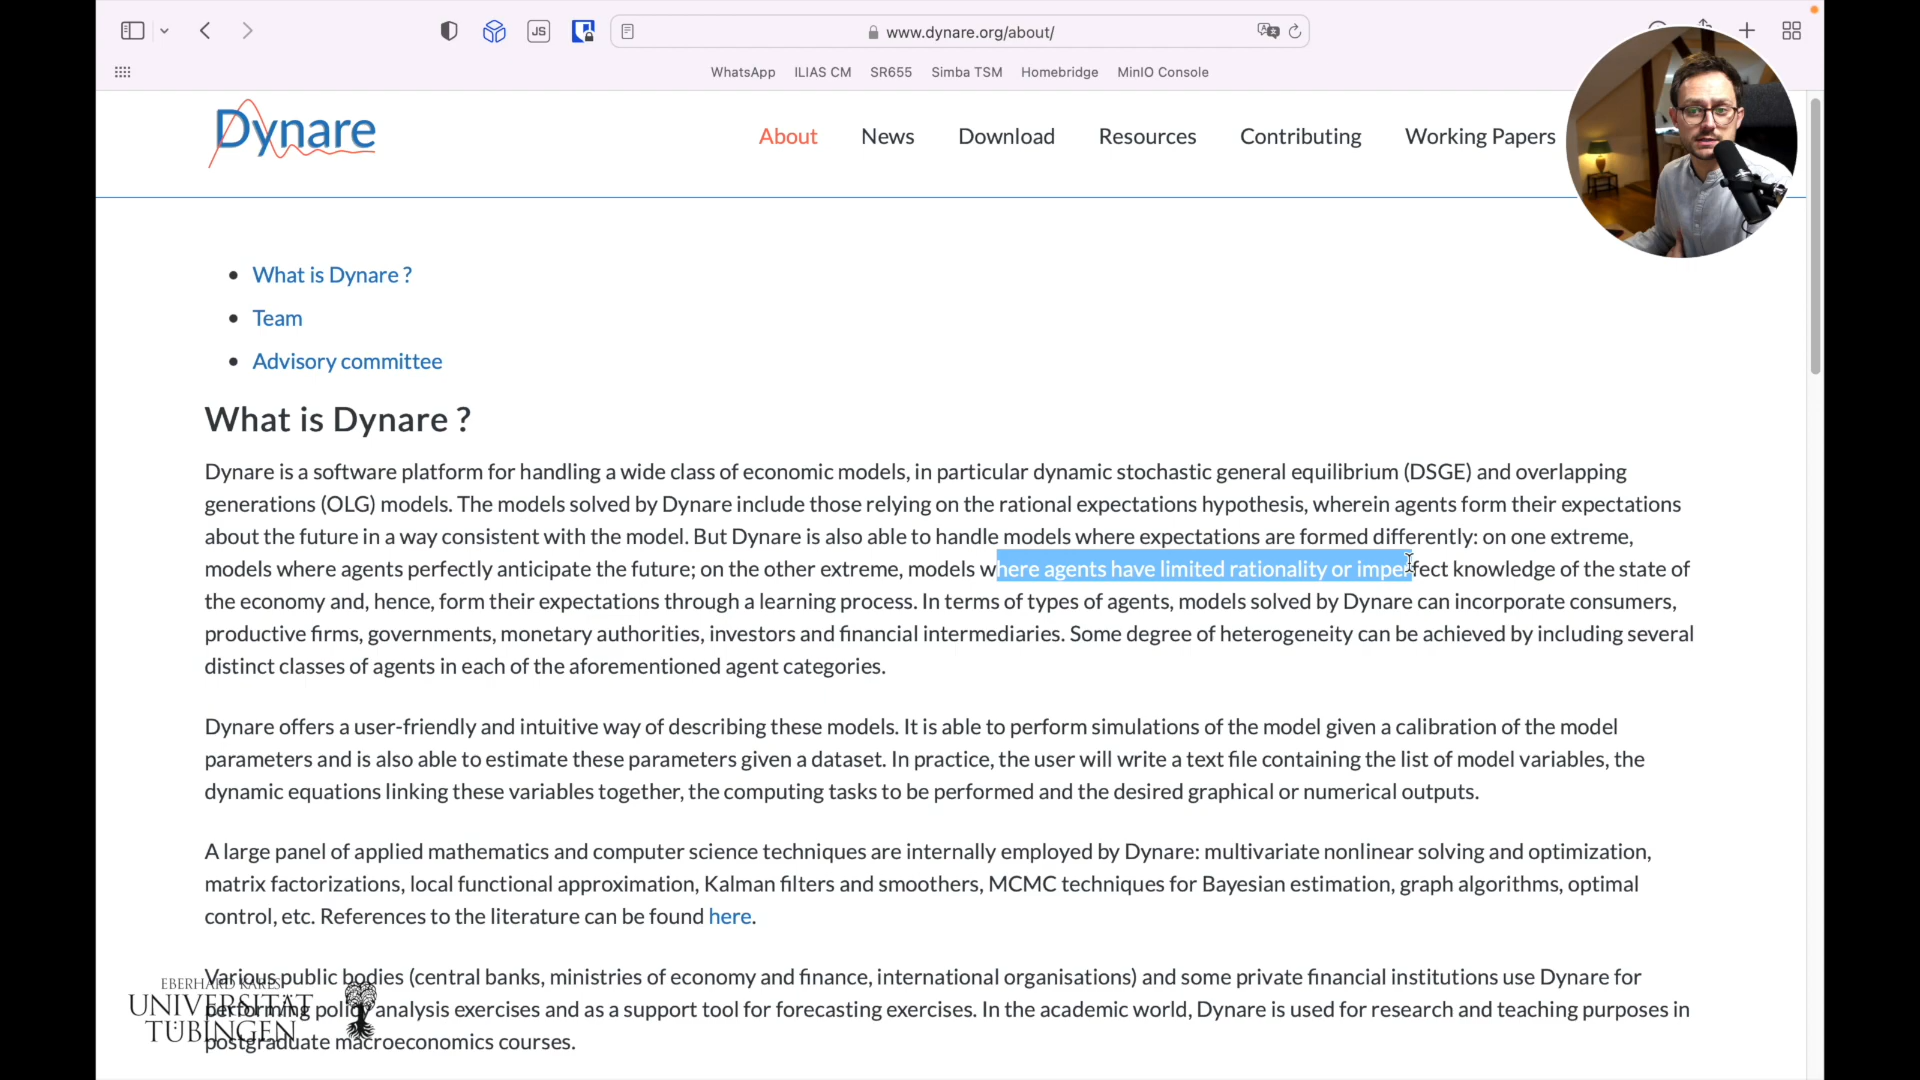 JS
www.dynare.org/about/
WhatsApp ILIAS CM SR655 Simba TSM Homebridge MinIO Console
Dynare
About News Download Resources Contributing Working Papers
What is Dynare ?
Team
Advisory committee
What is Dynare ?
Dynare is a software platform for handling a wide class of economic models, in particular dynamic stochastic general equilibrium (DSGE) and overlapping
generations (OLG) models. The models solved by Dynare include those relying on the rational expectations hypothesis, wherein agents form their expectations
about the future in a way consistent with the model. But Dynare is also able to handle models where expectations are formed differently: on one extreme,
models where agents perfectly anticipate the future; on the other extreme, models where agents have limited rationality or imperfect knowledge of the state of
the economy and, hence, form their expectations through a learning process. In terms of types of agents, models solved by Dynare can incorporate consumers,
productive firms, governments, monetary authorities, investors and financial intermediaries. Some degree of heterogeneity can be achieved by including several
distinct classes of agents in each of the aforementioned agent categories.
Dynare offers a user-friendly and intuitive way of describing these models. It is able to perform simulations of the model given a calibration of the model
parameters and is also able to estimate these parameters given a dataset. In practice, the user will write a text file containing the list of model variables, the
dynamic equations linking these variables together, the computing tasks to be performed and the desired graphical or numerical outputs.
A large panel of applied mathematics and computer science techniques are internally employed by Dynare: multivariate nonlinear solving and optimization,
matrix factorizations, local functional approximation, Kalman filters and smoothers, MCMC techniques for Bayesian estimation, graph algorithms, optimal
control, etc. References to the literature can be found here.
Various public bodies (central banks, ministries of economy and finance, international organisations) and some private financial institutions use Dynare for
performing policy analysis exercises and as a support tool for forecasting exercises. In the academic world, Dynare is used for research and teaching purposes in
postgraduate macroeconomics courses.
EBERHARD KARLS
UNIVERSITÄT
TÜBINGEN